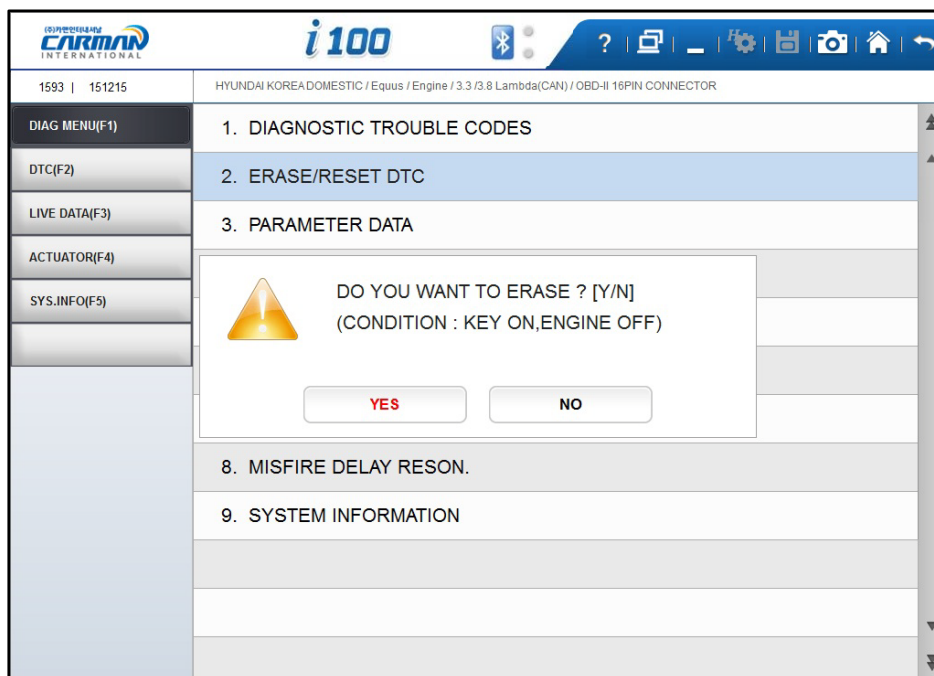 (주)카맨인터내셔널
CARMAN
INTERNATIONAL
i 100
?
H
1593 | 151215
HYUNDAI KOREA DOMESTIC / Equus / Engine / 3.3 /3.8 Lambda(CAN) / OBD-II 16PIN CONNECTOR
DIAG MENU(F1)
DTC(F2)
LIVE DATA(F3)
ACTUATOR(F4)
SYS.INFO(F5)
1. DIAGNOSTIC TROUBLE CODES
2. ERASE/RESET DTC
3. PARAMETER DATA
DO YOU WANT TO ERASE ? [Y/N]
(CONDITION : KEY ON,ENGINE OFF)
YES
NO
8. MISFIRE DELAY RESON.
9. SYSTEM INFORMATION